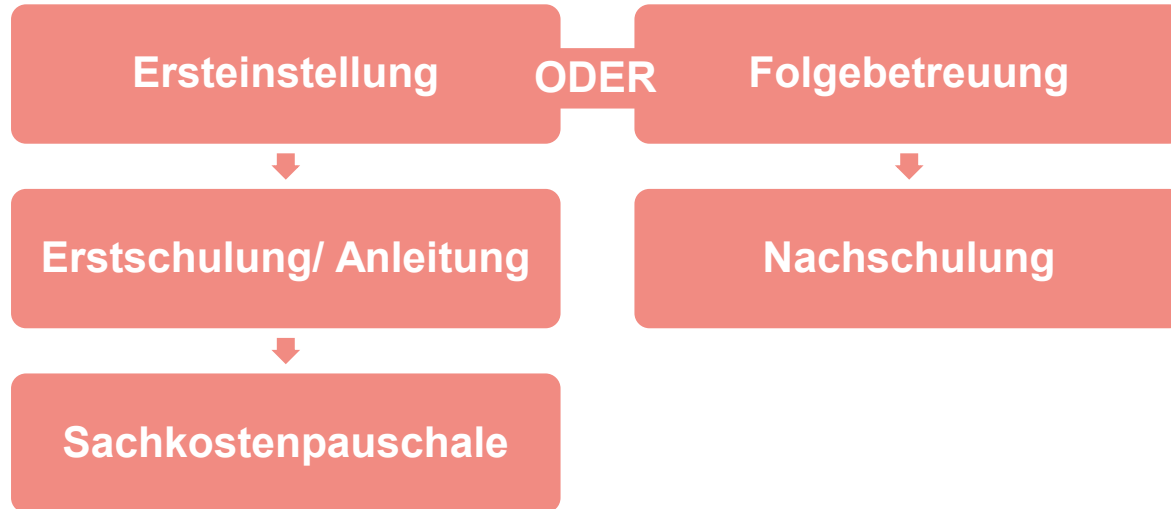 Ersteinstellung
ODER
Folgebetreuung
Erstschulung/ Anleitung
Nachschulung
Sachkostenpauschale